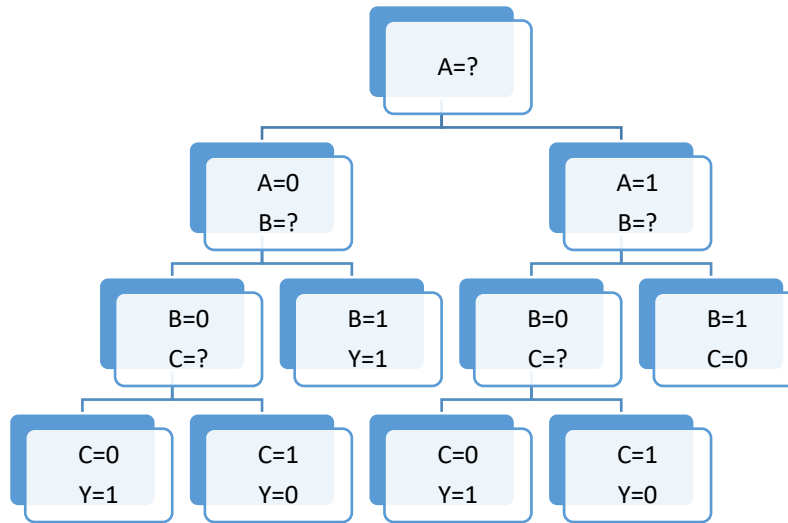 A=?
A=0
B=?
A=1
B=?
B=0
C=?
B=1
Y=1
B=0
C=?
B=1
C=0
C=0
Y=1
C=1
Y=0
C=0
Y=1
C=1
Y=0